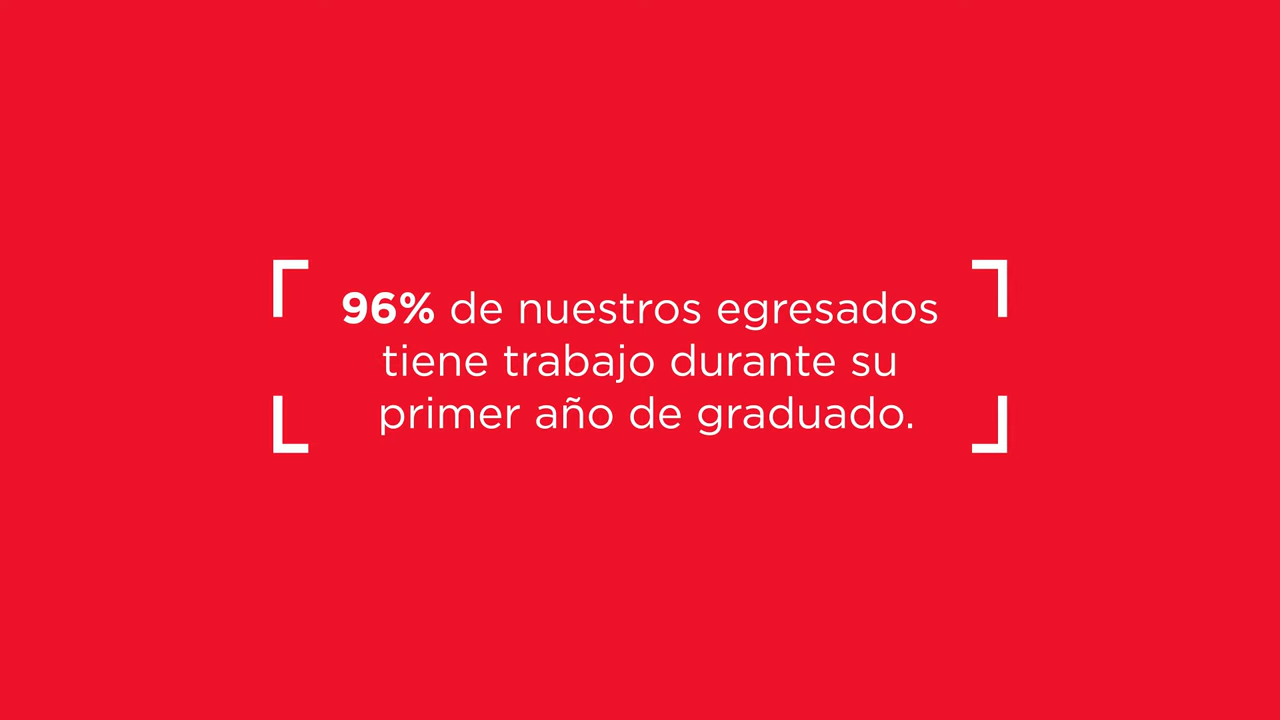 96% de nuestros egresados
tiene trabajo durante su
primer año de graduado.